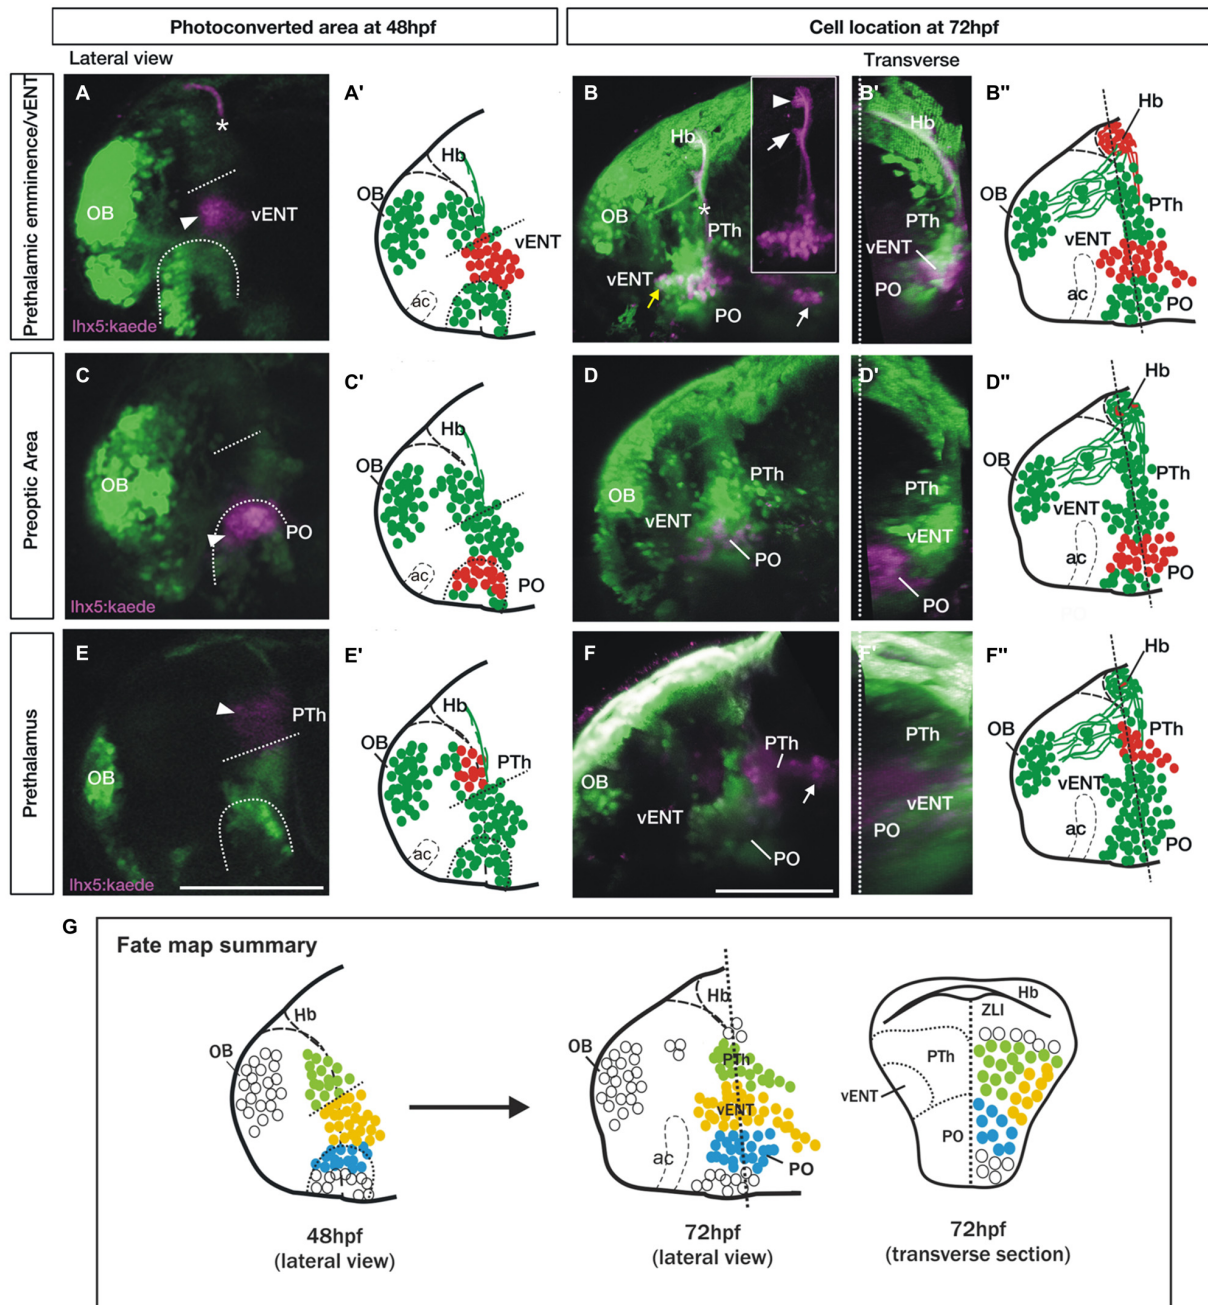 Photoconverted area at 48hpf
Cell location at 72hpf
Lateral view
Transverse
Prethalamic emminence/vENT
A
*
OB
vENT
lhx5:kaede
A'
Hb
OB
vENT
ac
B
Hb
OB
*
PTh
vENT
PO
B'
Hb
PTh
vENT
PO
B''
Hb
OB
PTh
vENT
ac
PO
Preoptic Area
C
OB
PO
lhx5:kaede
C'
Hb
OB
ac
PO
D
OB
PTh
vENT
PO
D'
PTh
vENT
PO
D''
Hb
OB
PTh
vENT
ac
PO
Prethalamus
E
PTh
OB
lhx5:kaede
E'
Hb
OB
PTh
ac
F
PTh
OB
vENT
PO
F'
PTh
vENT
PO
F''
Hb
OB
PTh
vENT
ac
PO
G
Fate map summary
Hb
OB
48hpf
(lateral view)
Hb
OB
PTh
vENT
ac
PO
72hpf
(lateral view)
Hb
ZLI
PTh
vENT
PO
72hpf
(transverse section)